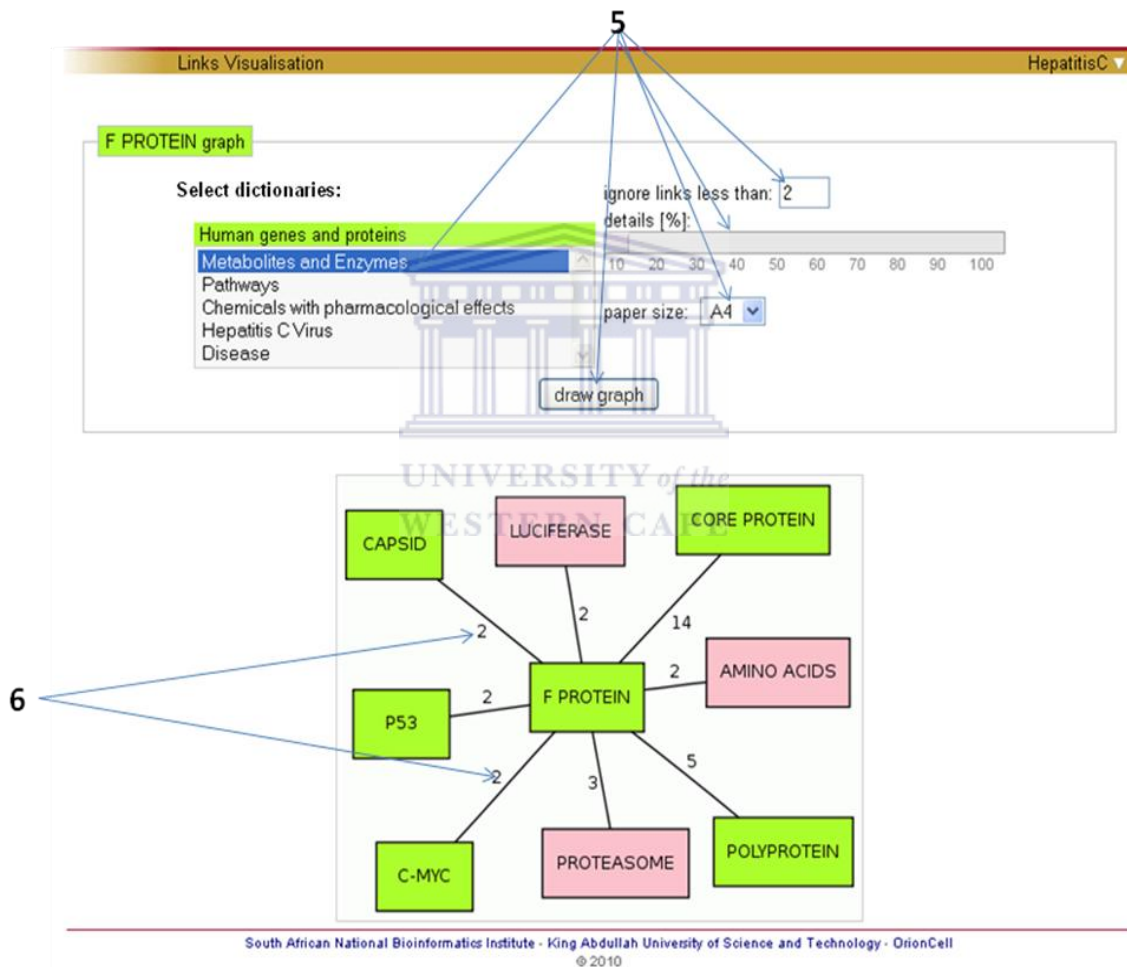 5
Links Visualisation HepatitisC
F PROTEIN graph
Select dictionaries:
Human genes and proteins
Metabolites and Enzymes
Pathways
Chemicals with pharmacological effects
Hepatitis C Virus
Disease
ignore links less than: 2
details [%]:
10 20 30 40 50 60 70 80 90 100
paper size: A4
draw graph
UNIVERSITY of the
WESTERN CAPE
CAPSID
LUCIFERASE
CORE PROTEIN
2
2
14
6
P53
2
F PROTEIN
2
AMINO ACIDS
2
3
5
C-MYC
PROTEASOME
POLYPROTEIN
South African National Bioinformatics Institute - King Abdullah University of Science and Technology - OrionCell
© 2010